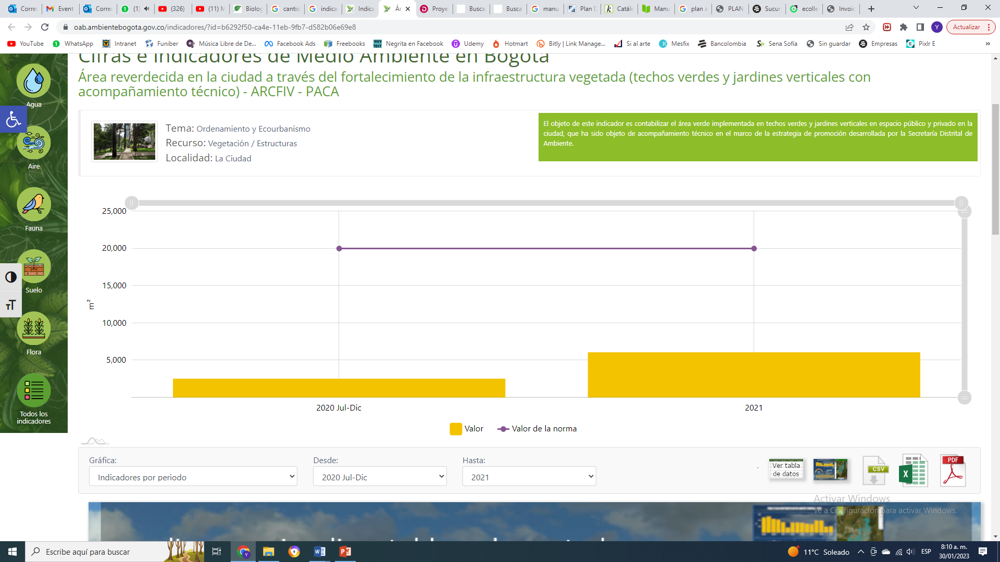 Correo
Event
Correo
(1)
(326)
(11) M
Biolog
cantid
indica
Indica
Ár
Proye
Busca
Busca
manu
Plan D
Catálo
Manu
plan a
PLAN
Sucur
ecolle
Invoic
oab.ambientebogota.gov.co/indicadores/?id=b6292f50-ca4e-11eb-9fb7-d582b06e69e8
Y
Actualizar
YouTube
WhatsApp
Intranet
Funiber
Música Libre de De...
Facebook Ads
Freebooks
Negrita en Facebook
Udemy
Hotmart
Bitly | Link Manage...
Si al arte
Mesfix
Bancolombia
Sena Sofía
Sin guardar
Empresas
Pixlr E
»
Cifras e Indicadores de Medio Ambiente en Bogotá
Área reverdecida en la ciudad a través del fortalecimiento de la infraestructura vegetada (techos verdes y jardines verticales con
acompañamiento técnico) - ARCFIV - PACA
Agua
Aire
Fauna
Suelo
Flora
Todos los
indicadores
Tema: Ordenamiento y Ecourbanismo
Recurso: Vegetación / Estructuras
Localidad: La Ciudad
El objeto de este indicador es contabilizar el área verde implementada en techos verdes y jardines verticales en espacio público y privado en la
ciudad, que ha sido objeto de acompañamiento técnico en el marco de la estrategia de promoción desarrollada por la Secretaría Distrital de
Ambiente.
25,000
20,000
15,000
10,000
5,000
m²
2020 Jul-Dic
2021
Valor
Valor de la norma
Gráfica:
Indicadores por periodo
Desde:
2020 Jul-Dic
Hasta:
2021
Ver tabla
de datos
CSV
X
PDF
Activar Windows
Ve a Configuración para activar Windows.
Escribe aquí para buscar
11°C Soleado
ESP
8:10 a. m.
30/01/2023